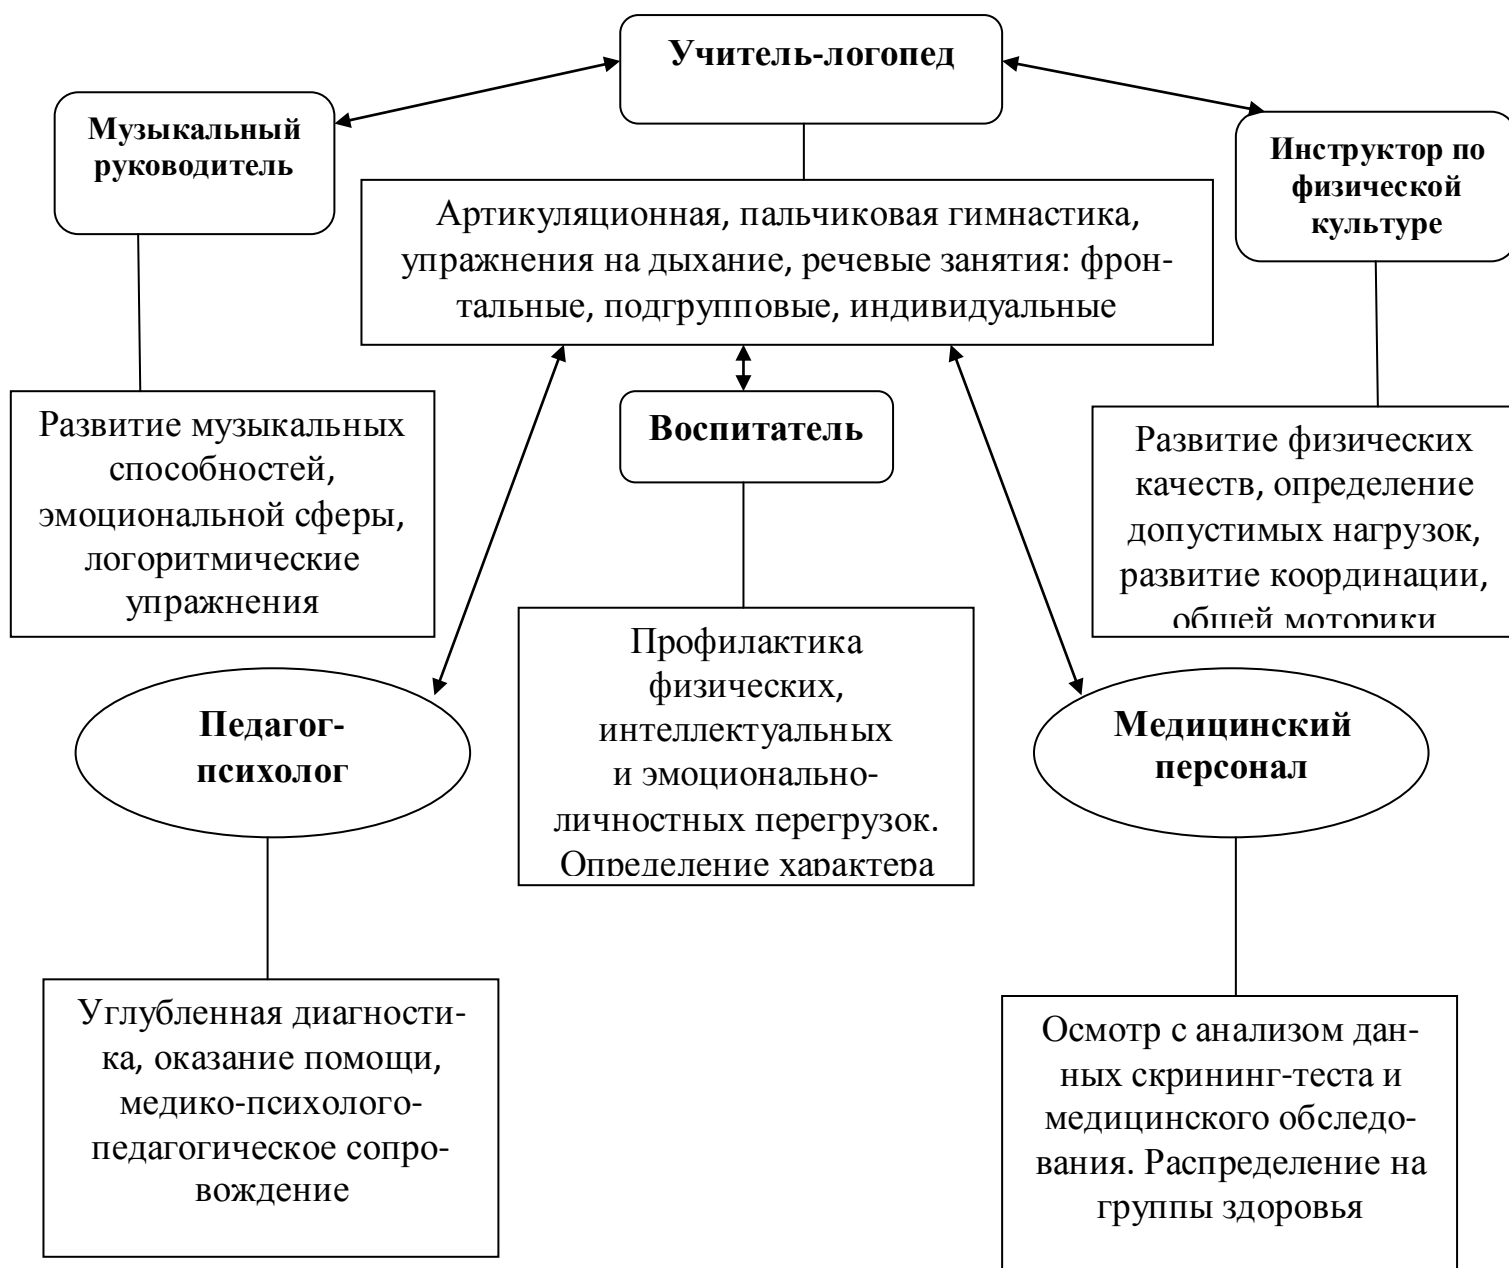 Учитель-логопед
Музыкальный
руководитель
Инструктор по
физической
культуре
Артикуляционная, пальчиковая гимнастика,
упражнения на дыхание, речевые занятия: фрон-
тальные, подгрупповые, индивидуальные
Развитие музыкальных
способностей,
эмоциональной сферы,
логоритмические
упражнения
Воспитатель
Развитие физических
качеств, определение
допустимых нагрузок,
развитие координации,
общей моторики
Профилактика
физических,
интеллектуальных
и эмоционально-
личностных перегрузок.
Определение характера
Педагог-
психолог
Медицинский
персонал
Углубленная диагности-
ка, оказание помощи,
медико-психолого-
педагогическое сопро-
вождение
Осмотр с анализом дан-
ных скрининг-теста и
медицинского обследо-
вания. Распределение на
группы здоровья